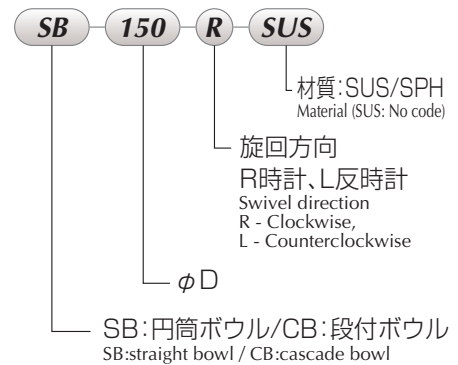 SB - 150 - R - SUS
材質:SUS/SPH
Material (SUS: No code)
旋回方向
R時計、L反時計
Swivel direction
R - Clockwise,
L - Counterclockwise
φD
SB:円筒ボウル/CB:段付ボウル
SB:straight bowl / CB:cascade bowl